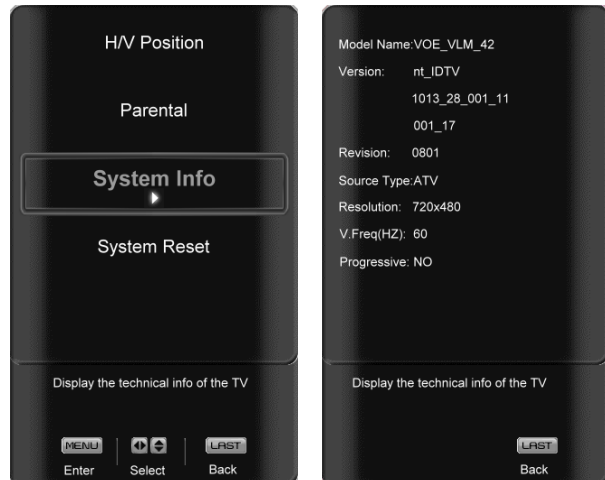 H/V Position
Parental
System Info
System Reset
Display the technical info of the TV
MENU LAST
Enter Select Back
Model Name:VOE_VLM_42
Version: nt_IDTV
1013_28_001_11
001_17
Revision: 0801
Source Type:ATV
Resolution: 720x480
V.Freq(HZ): 60
Progressive: NO
Display the technical info of the TV
LAST
Back